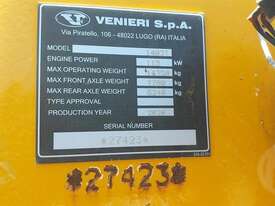 VENIERI S.p.A.
Via Piratello, 106 - 48022 LUGO (RA) ITALIA
MODEL
ENGINE POWER kW
MAX OPERATING WEIGHT kg
MAX FRONT AXLE WEIGHT kg
MAX REAR AXLE WEIGHT kg
TYPE APPROVAL
PRODUCTION YEAR
SERIAL NUMBER
*27423*
*27423*